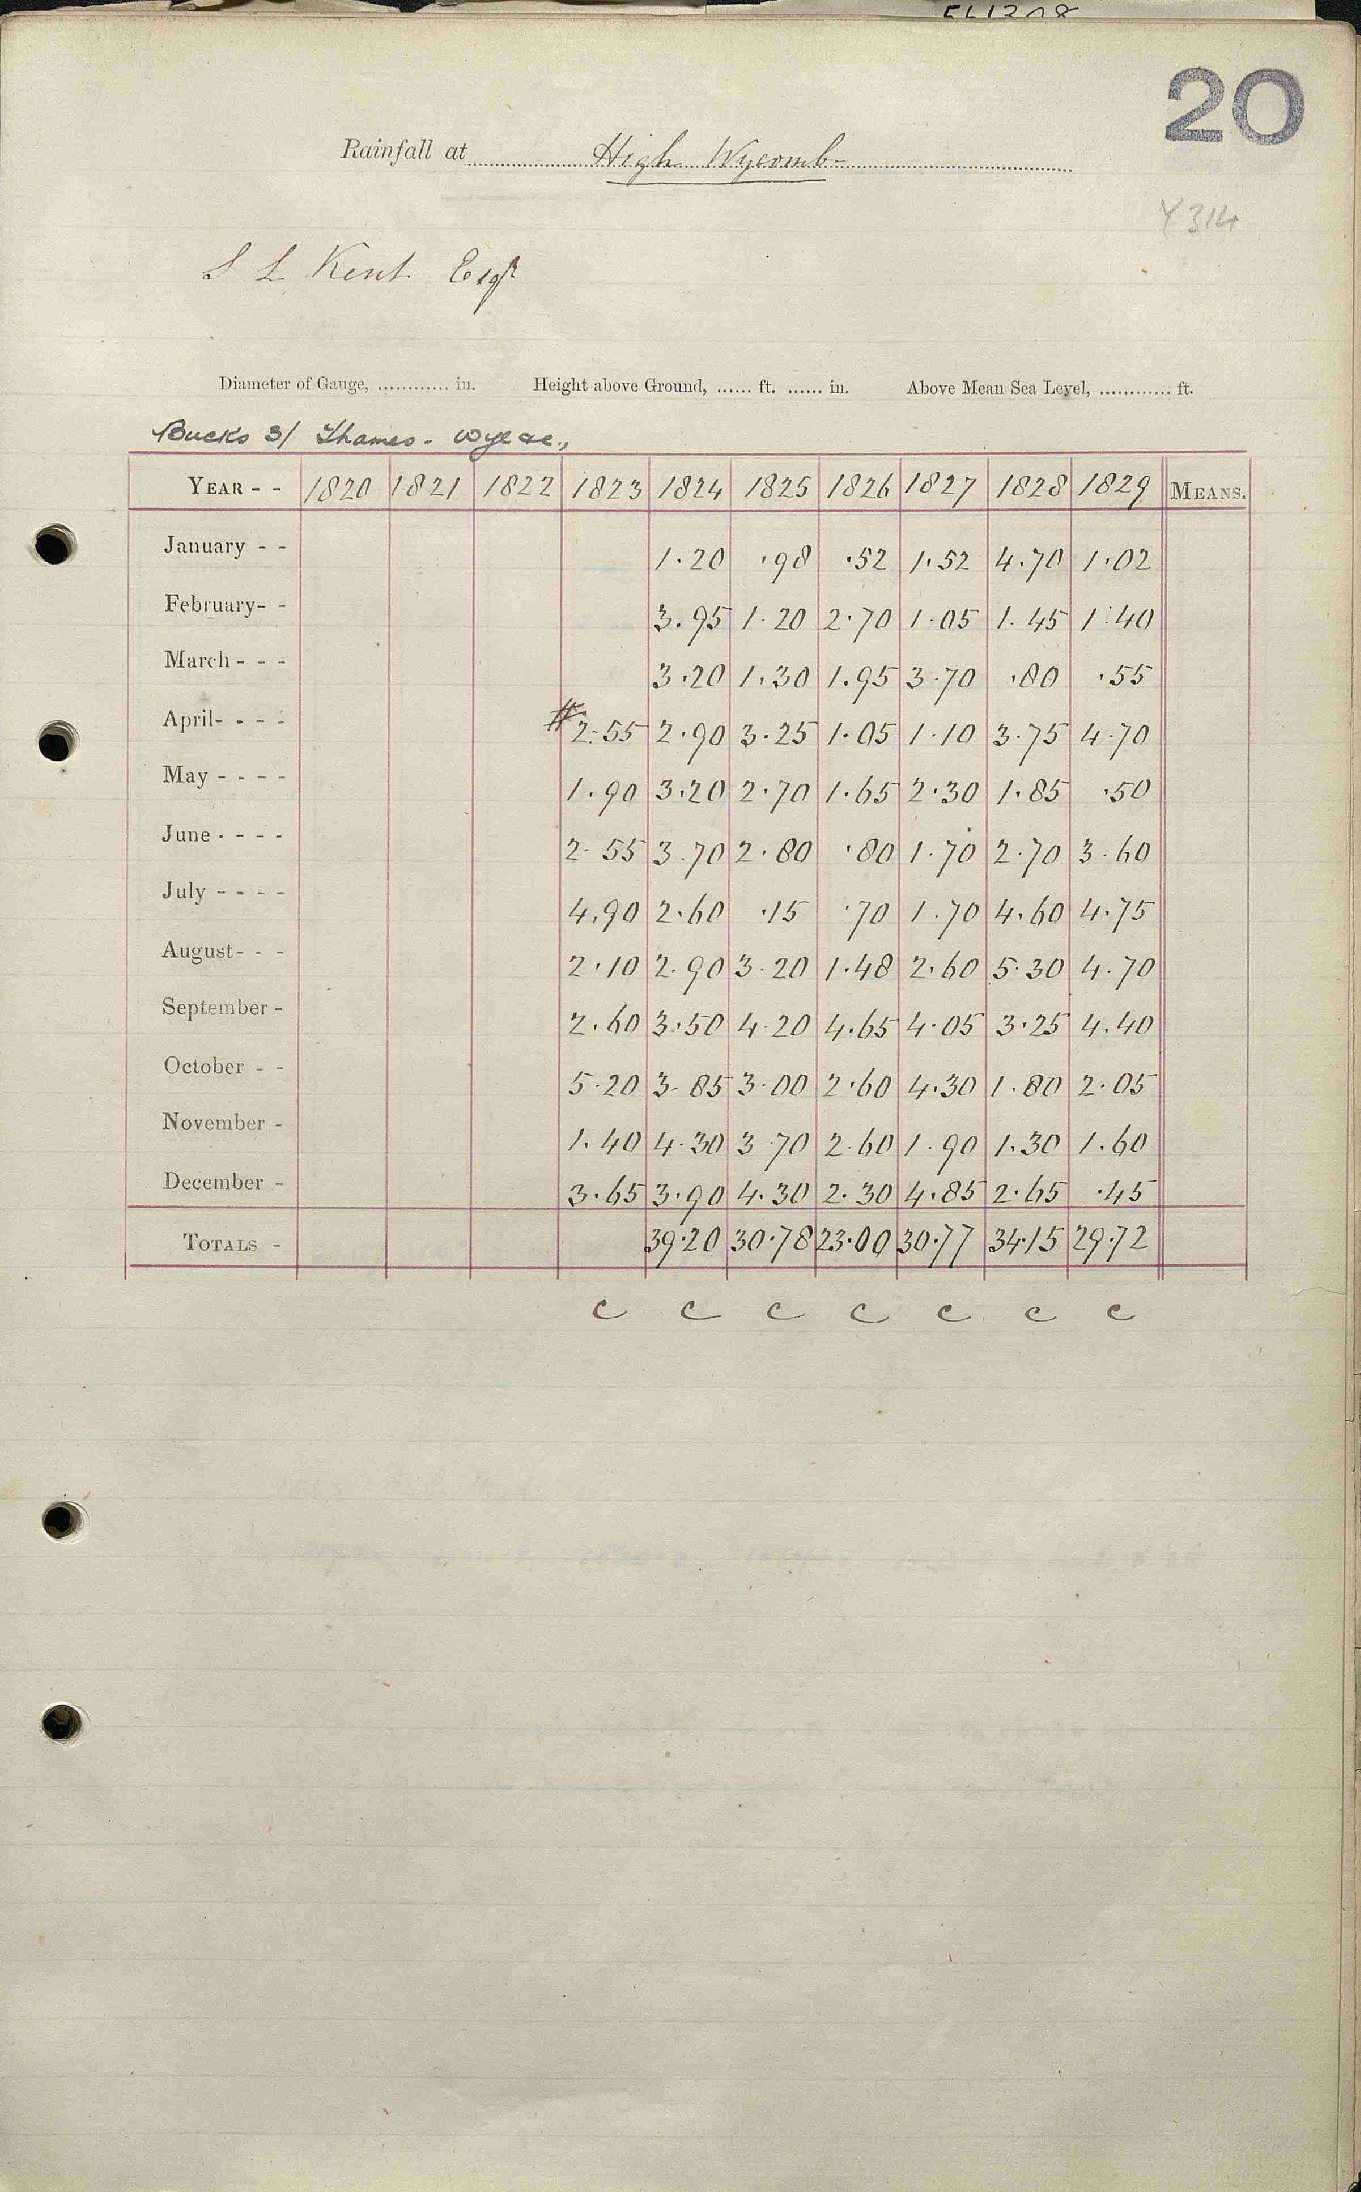 20
Rainfall at High Wycombe
Y314
S L Kent Esqr
Diameter of Gauge, ............ in. Height above Ground, ...... ft. ...... in. Above Mean Sea Level, ............ ft.
Bucks 3/ Thames - Wye
YEAR - - 1820 1821 1822 1823 1824 1825 1826 1827 1828 1829 MEANS.
January - - 1.20 .98 .52 1.52 4.70 1.02
February- - 3.95 1.20 2.70 1.05 1.45 1.40
March - - - 3.20 1.30 1.95 3.70 .80 .55
April- - - - # 2.55 2.90 3.25 1.05 1.10 3.75 4.70
May - - - - 1.90 3.20 2.70 1.65 2.30 1.85 .50
June - - - - 2.55 3.70 2.80 .80 1.70 2.70 3.60
July - - - - 4.90 2.60 .15 .70 1.70 4.60 4.75
August- - - 2.10 2.90 3.20 1.48 2.60 5.30 4.70
September - 2.60 3.50 4.20 4.65 4.05 3.25 4.40
October - - 5.20 3.85 3.00 2.60 4.30 1.80 2.05
November - 1.40 4.30 3.70 2.60 1.90 1.30 1.60
December - 3.65 3.90 4.30 2.30 4.85 2.65 .45
TOTALS - 39.20 30.78 23.00 30.77 34.15 29.72
c c c c c c c